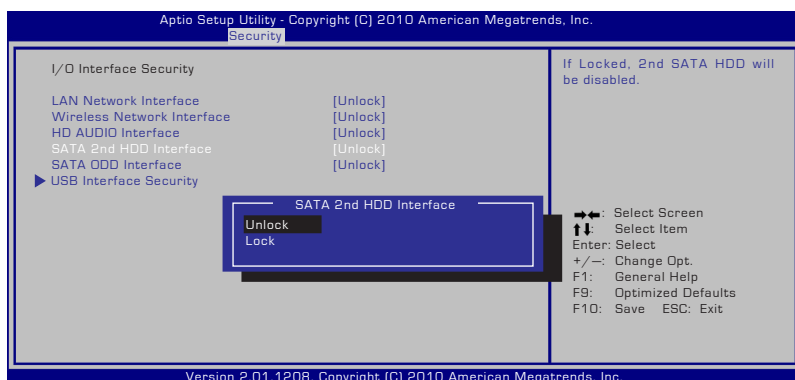 Aptio Setup Utility - Copyright (C) 2010 American Megatrends, Inc.
Security
I/O Interface Security
LAN Network Interface [Unlock]
Wireless Network Interface [Unlock]
HD AUDIO Interface [Unlock]
SATA 2nd HDD Interface [Unlock]
SATA ODD Interface [Unlock]
USB Interface Security
SATA 2nd HDD Interface
Unlock
Lock
If Locked, 2nd SATA HDD will
be disabled.
→←: Select Screen
↑↓: Select Item
Enter: Select
+/—: Change Opt.
F1: General Help
F9: Optimized Defaults
F10: Save ESC: Exit
Version 2.01.1208. Copyright (C) 2010 American Megatrends, Inc.